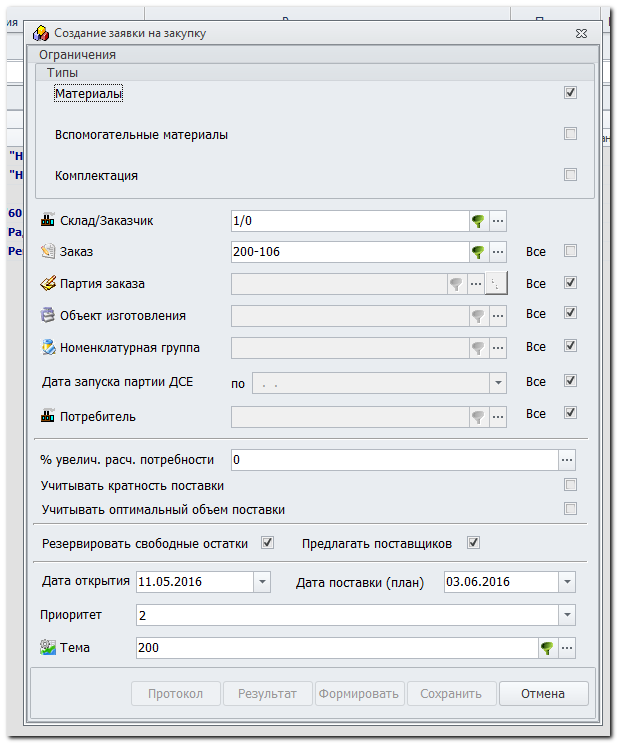 Создание заявки на закупку
Ограничения
Типы
Материалы
Вспомогательные материалы
Комплектация
"Н
"Н
60
Ра
Ре
Склад/Заказчик 1/0
Заказ 200-106 Все
Партия заказа Все
Объект изготовления Все
Номенклатурная группа Все
Дата запуска партии ДСЕ по . . Все
Потребитель Все
% увелич. расч. потребности 0
Учитывать кратность поставки
Учитывать оптимальный объем поставки
Резервировать свободные остатки Предлагать поставщиков
Дата открытия 11.05.2016 Дата поставки (план) 03.06.2016
Приоритет 2
Тема 200
Протокол Результат Формировать Сохранить Отмена